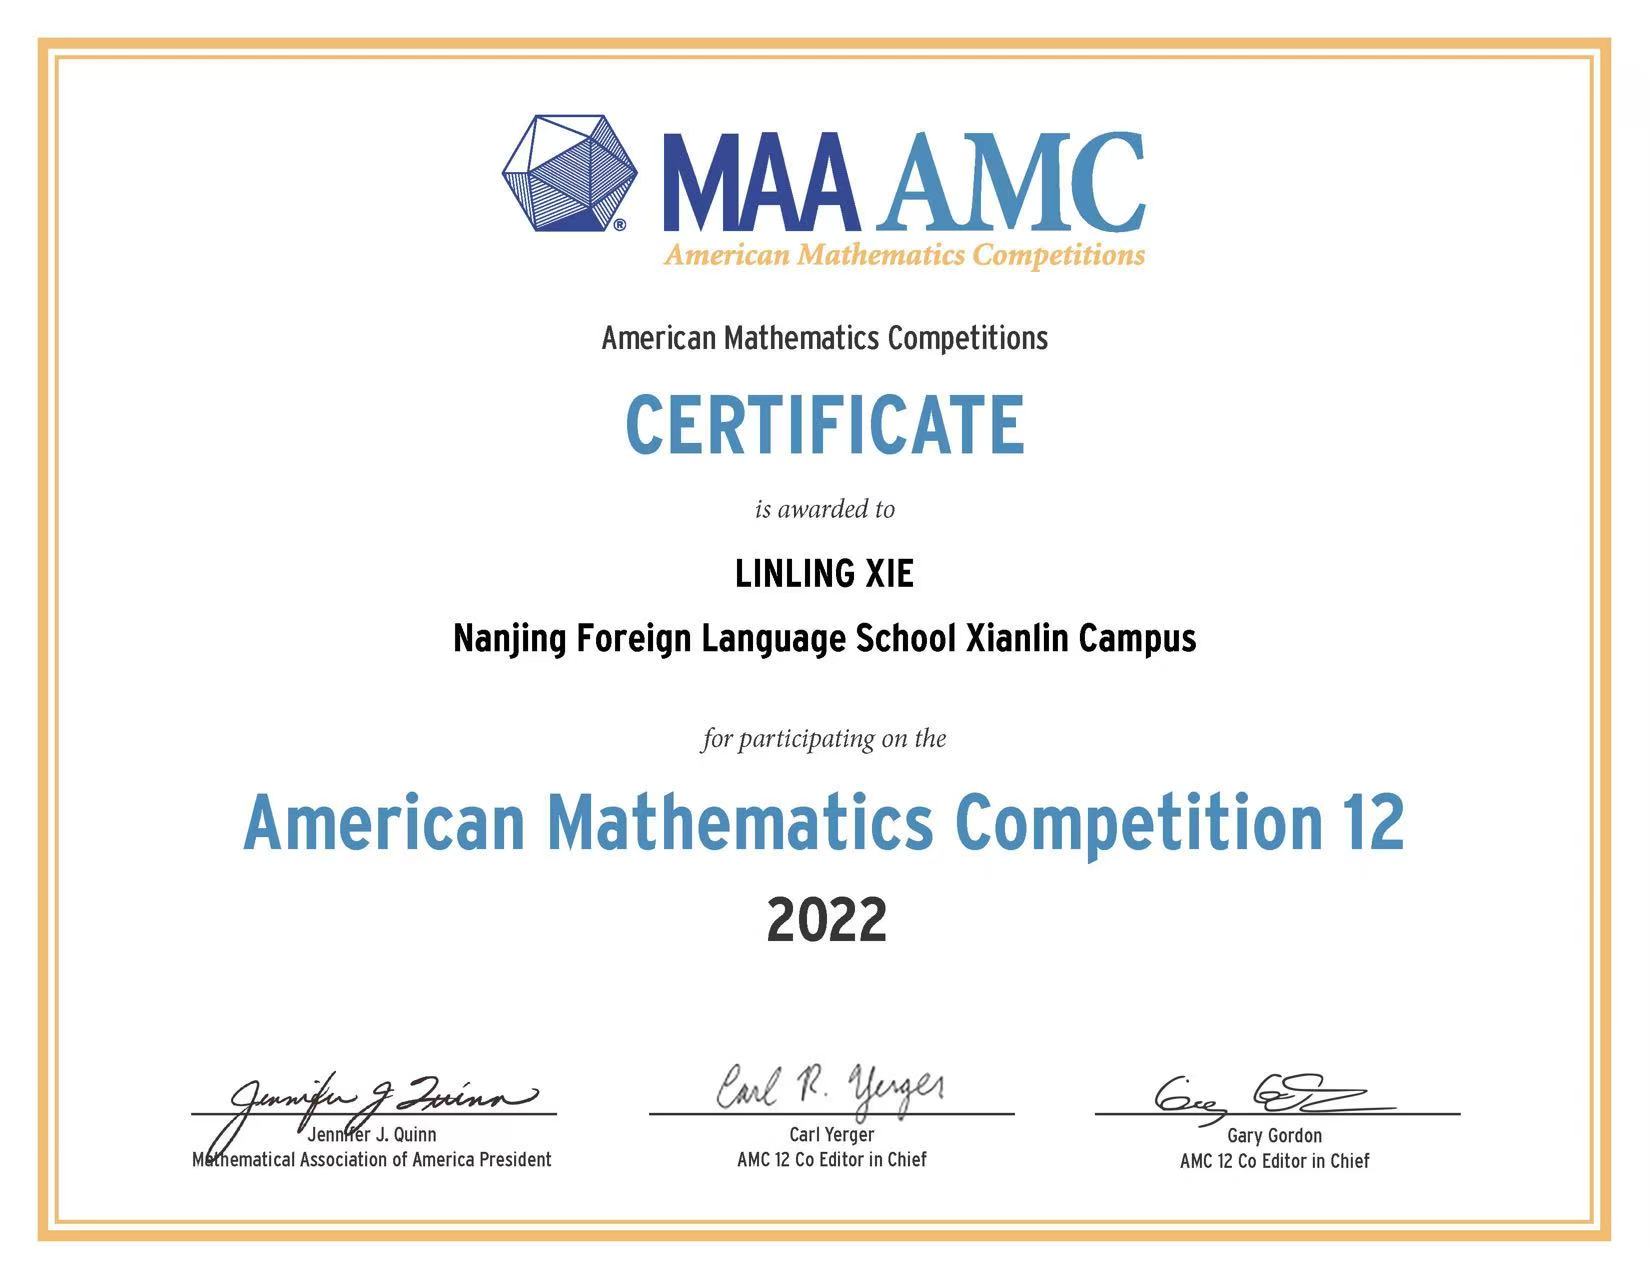 MAA AMC
American Mathematics Competitions
American Mathematics Competitions
CERTIFICATE
is awarded to
LINLING XIE
Nanjing Foreign Language School Xianlin Campus
for participating on the
American Mathematics Competition 12
2022
Jennifer J Quinn
Carl R. Yerger
Jennifer J. Quinn
Mathematical Association of America President
Carl Yerger
AMC 12 Co Editor in Chief
Gary Gordon
AMC 12 Co Editor in Chief